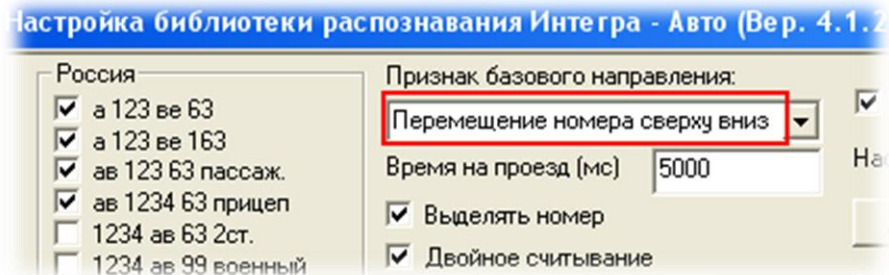 Настройка библиотеки распознавания Интегра - Авто (Вер. 4.1.2
Россия
а 123 ве 63
а 123 ве 163
ав 123 63 пассаж.
ав 1234 63 прицеп
1234 ав 63 2ст.
1234 ав 99 военный
Признак базового направления:
Перемещение номера сверху вниз
Время на проезд (мс) 5000
Выделять номер
Двойное считывание